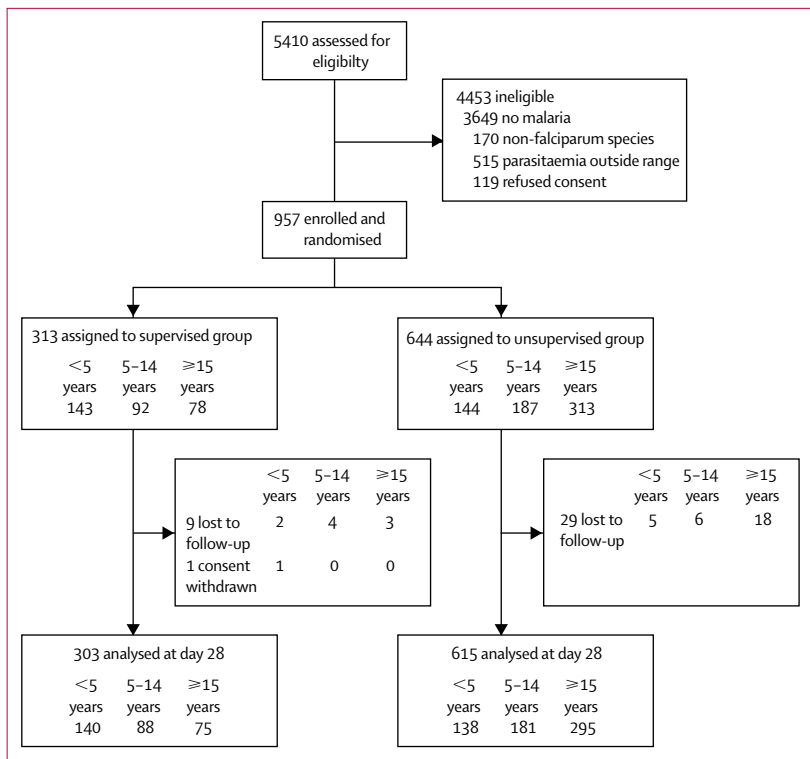 5410 assessed for
eligibilty
4453 ineligible
3649 no malaria
170 non-falciparum species
515 parasitaemia outside range
119 refused consent
957 enrolled and
randomised
313 assigned to supervised group
<5 5–14 ≥15
years years years
143 92 78
644 assigned to unsupervised group
<5 5–14 ≥15
years years years
144 187 313
<5 5–14 ≥15
years years years
9 lost to 2 4 3
follow-up
1 consent 1 0 0
withdrawn
<5 5–14 ≥15
years years years
29 lost to 5 6 18
follow-up
303 analysed at day 28
<5 5–14 ≥15
years years years
140 88 75
615 analysed at day 28
<5 5–14 ≥15
years years years
138 181 295